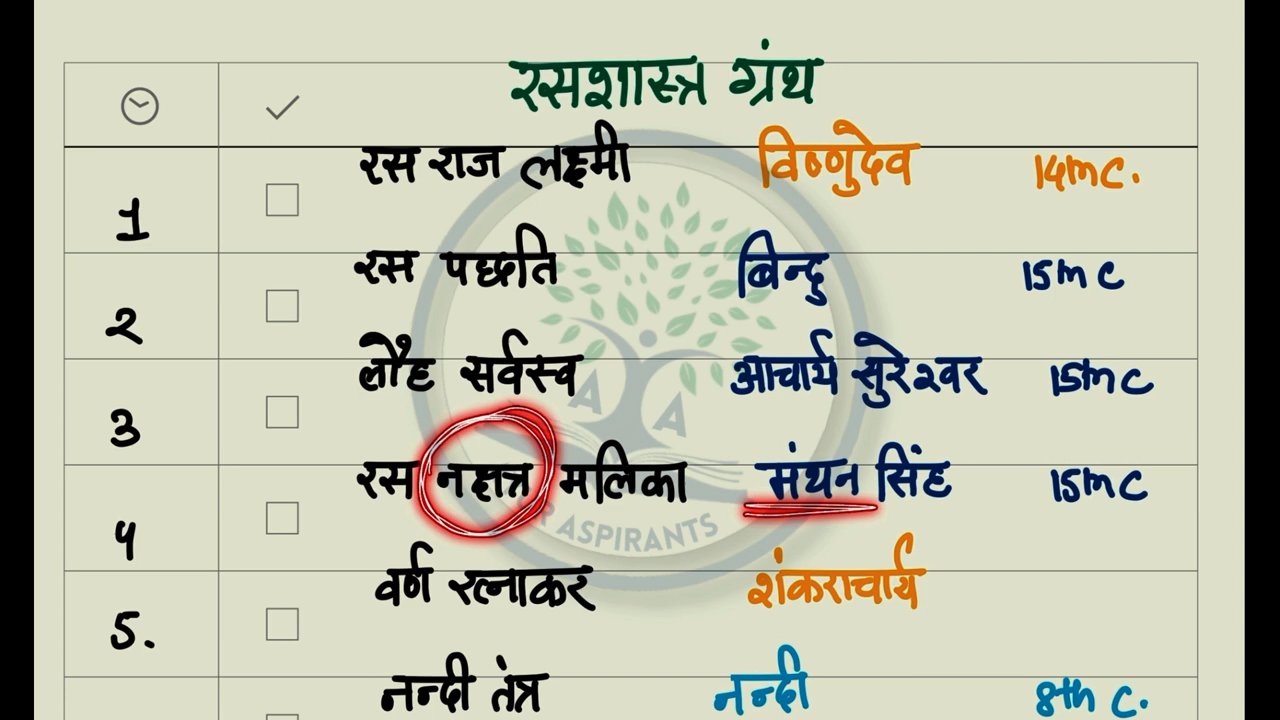 रसशास्त्र ग्रंथ
1 रस राज लक्ष्मी विष्णुदेव 14th C.
2 रस पद्धति बिन्दु 15th C
3 लौह सर्वस्व आचार्य सुरेश्वर 15th C
4 रस नक्षत्र मलिका मंथन सिंह 15th C
5. वर्ण रत्नाकर शंकराचार्य
नन्दी तंत्र नन्दी 8th C.
A A
R ASPIRANTS